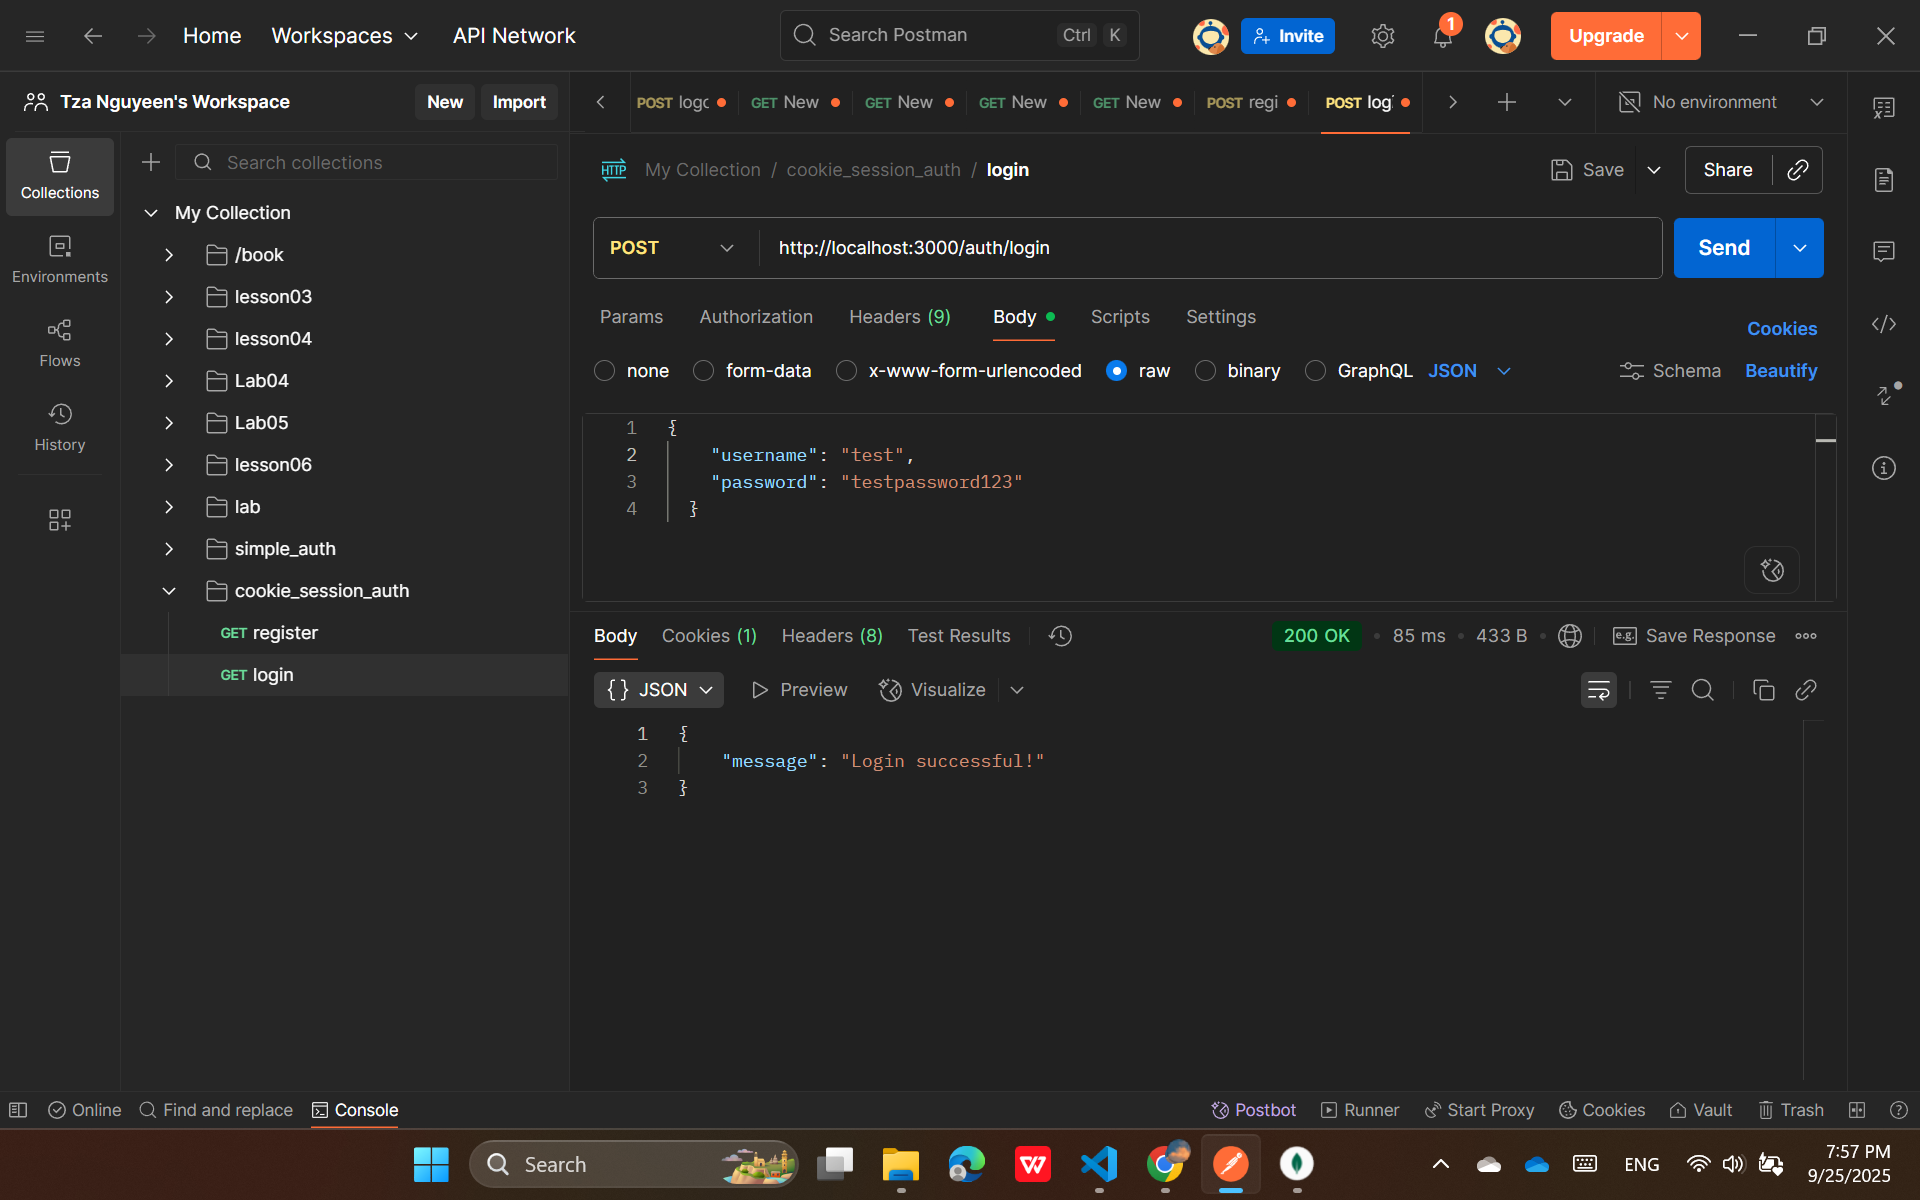 Home Workspaces API Network Search Postman Ctrl K Invite 1 Upgrade
Tza Nguyeen's Workspace New Import
POST logo GET New GET New GET New GET New POST regi POST logi No environment
Collections
Environments
Flows
History
Search collections
My Collection
/book
lesson03
lesson04
Lab04
Lab05
lesson06
lab
simple_auth
cookie_session_auth
GET register
GET login
HTTP My Collection / cookie_session_auth / login Save Share
POST http://localhost:3000/auth/login Send
Params Authorization Headers (9) Body Scripts Settings Cookies
none form-data x-www-form-urlencoded raw binary GraphQL JSON Schema Beautify
1 {
2 "username": "test",
3 "password": "testpassword123"
4 }
Body Cookies (1) Headers (8) Test Results 200 OK 85 ms 433 B e.g. Save Response
{} JSON Preview Visualize
1 {
2 "message": "Login successful!"
3 }
Online Find and replace Console Postbot Runner Start Proxy Cookies Vault Trash
Search ENG 7:57 PM
9/25/2025